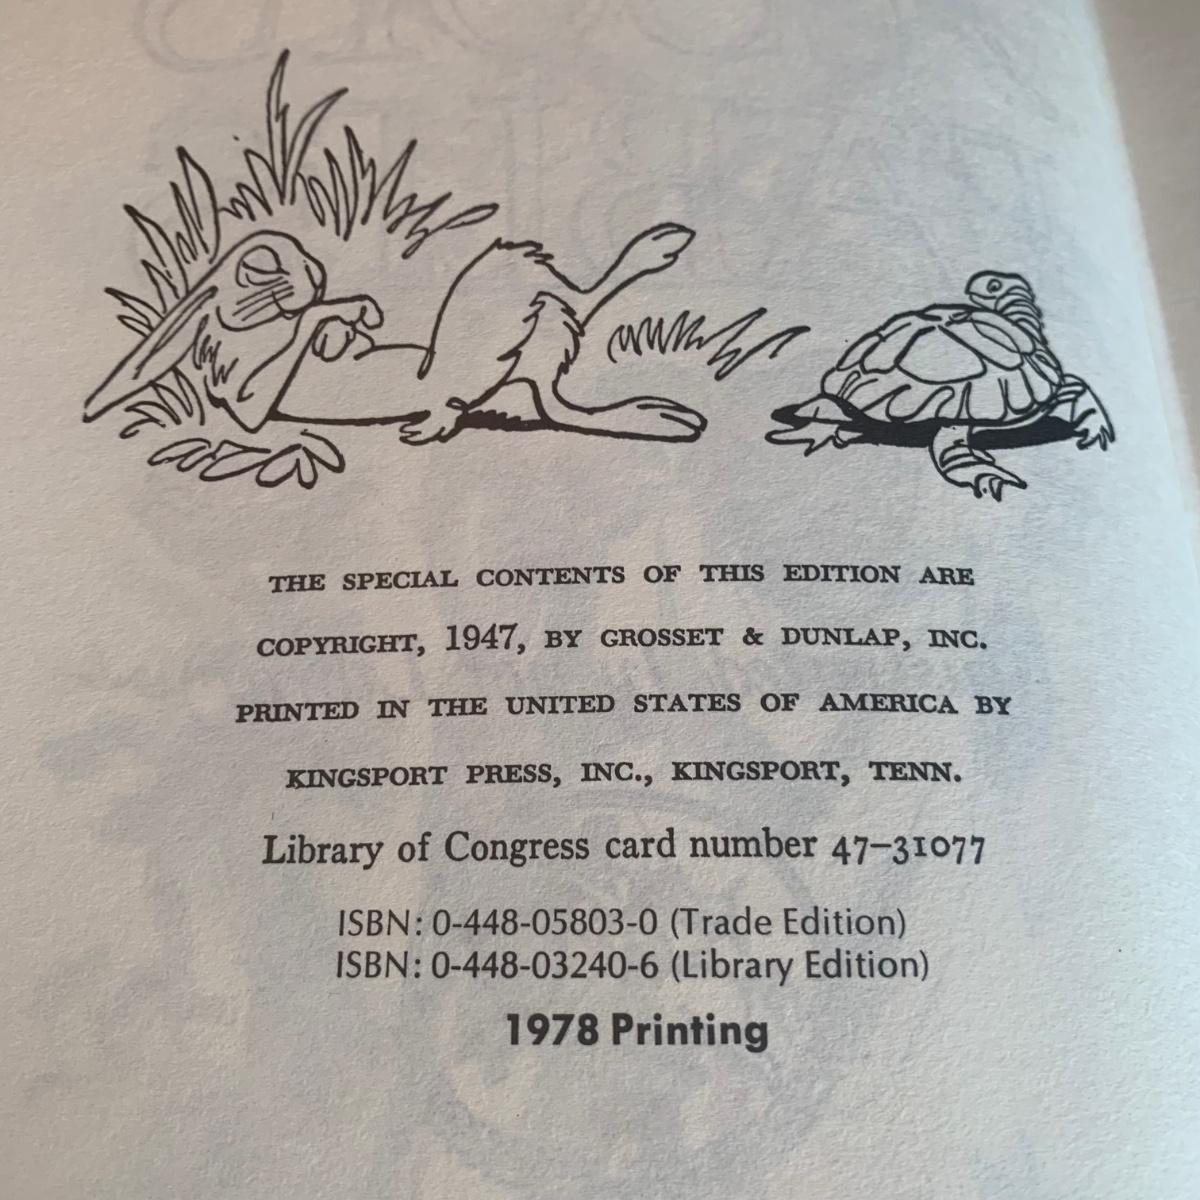 THE SPECIAL CONTENTS OF THIS EDITION ARE
COPYRIGHT, 1947, BY GROSSET & DUNLAP, INC.
PRINTED IN THE UNITED STATES OF AMERICA BY
KINGSPORT PRESS, INC., KINGSPORT, TENN.
Library of Congress card number 47–31077
ISBN: 0-448-05803-0 (Trade Edition)
ISBN: 0-448-03240-6 (Library Edition)
1978 Printing